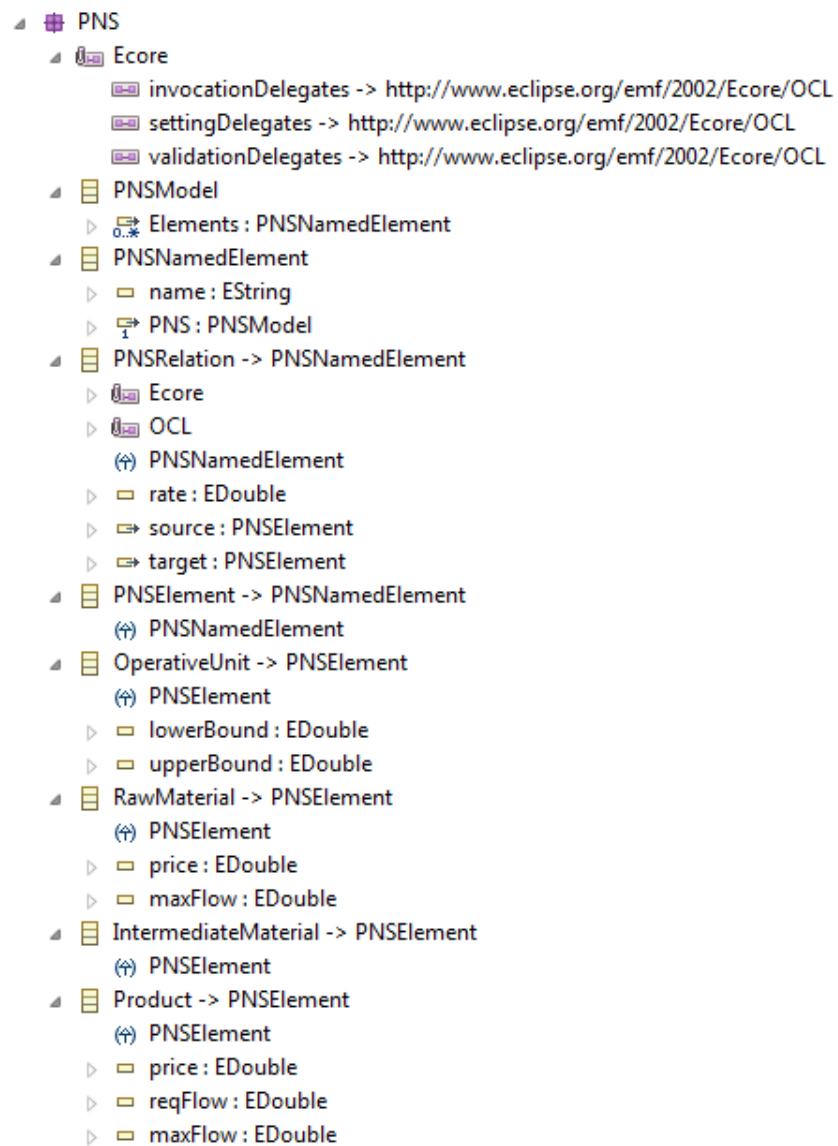 PNS
Ecore
invocationDelegates -> http://www.eclipse.org/emf/2002/Ecore/OCL
settingDelegates -> http://www.eclipse.org/emf/2002/Ecore/OCL
validationDelegates -> http://www.eclipse.org/emf/2002/Ecore/OCL
PNSModel
0..* Elements : PNSNamedElement
PNSNamedElement
name : EString
1 PNS : PNSModel
PNSRelation -> PNSNamedElement
Ecore
OCL
PNSNamedElement
rate : EDouble
source : PNSElement
target : PNSElement
PNSElement -> PNSNamedElement
PNSNamedElement
OperativeUnit -> PNSElement
PNSElement
lowerBound : EDouble
upperBound : EDouble
RawMaterial -> PNSElement
PNSElement
price : EDouble
maxFlow : EDouble
IntermediateMaterial -> PNSElement
PNSElement
Product -> PNSElement
PNSElement
price : EDouble
reqFlow : EDouble
maxFlow : EDouble